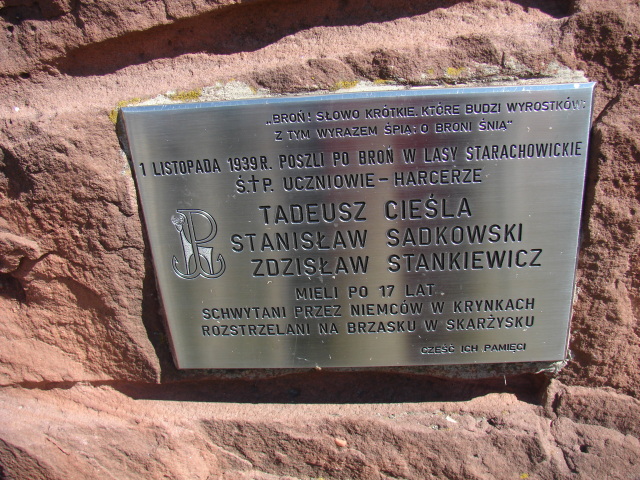 „BROŃ! SŁOWO KRÓTKIE, KTÓRE BUDZI WYROSTKÓW;
Z TYM WYRAZEM ŚPIĄ; O BRONI ŚNIĄ“
1 LISTOPADA 1939 R. POSZLI PO BROŃ W LASY STARACHOWICKIE
Ś.†P. UCZNIOWIE – HARCERZE
TADEUSZ CIEŚLA
STANISŁAW SADKOWSKI
ZDZISŁAW STANKIEWICZ
MIELI PO 17 LAT.
SCHWYTANI PRZEZ NIEMCÓW W KRYNKACH
ROZSTRZELANI NA BRZASKU W SKARŻYSKU
CZEŚĆ ICH PAMIĘCI